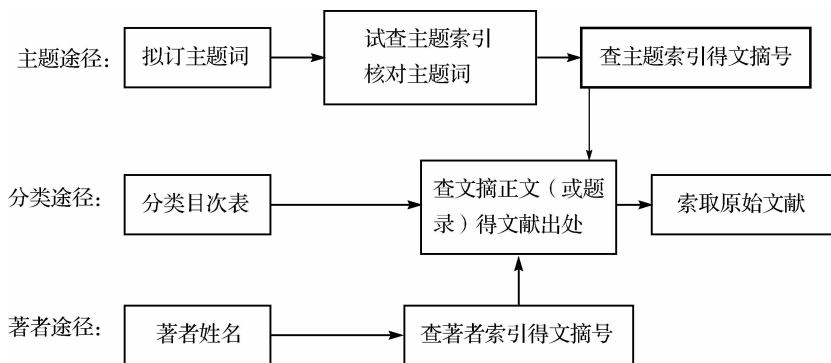 主题途径：
拟订主题词
试查主题索引
核对主题词
查主题索引得文摘号
分类途径：
分类目次表
查文摘正文（或题
录）得文献出处
索取原始文献
著者途径：
著者姓名
查著者索引得文摘号